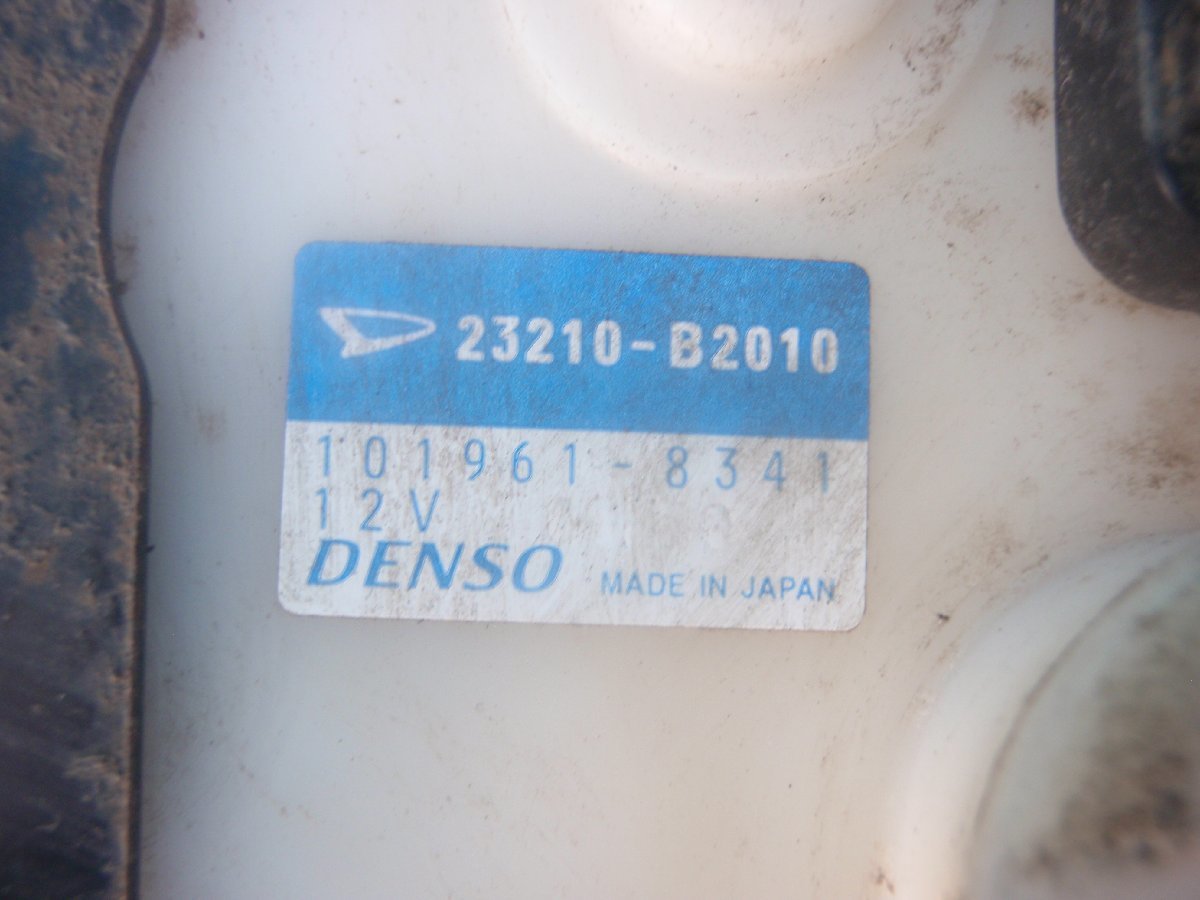 23210-B2010
101961-8341
12V
DENSO MADE IN JAPAN